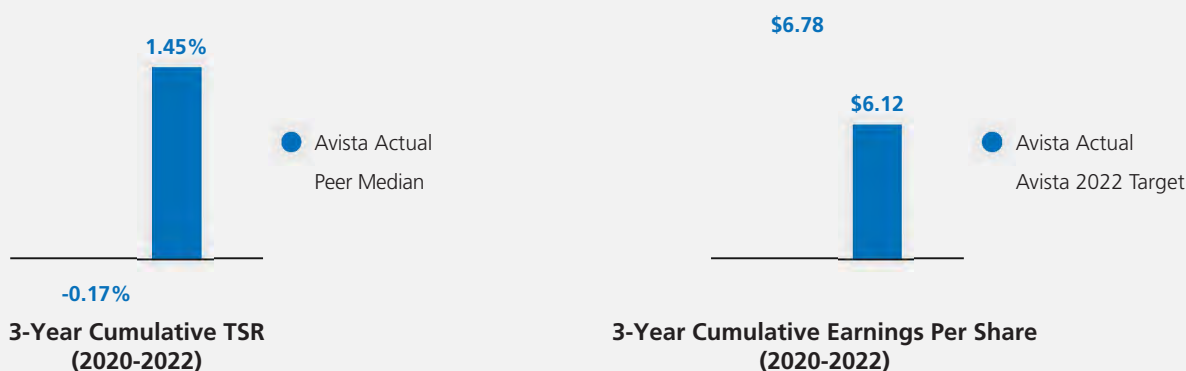 1.45%
Avista Actual
Peer Median
-0.17%
3-Year Cumulative TSR
(2020-2022)
$6.78
$6.12
Avista Actual
Avista 2022 Target
3-Year Cumulative Earnings Per Share
(2020-2022)